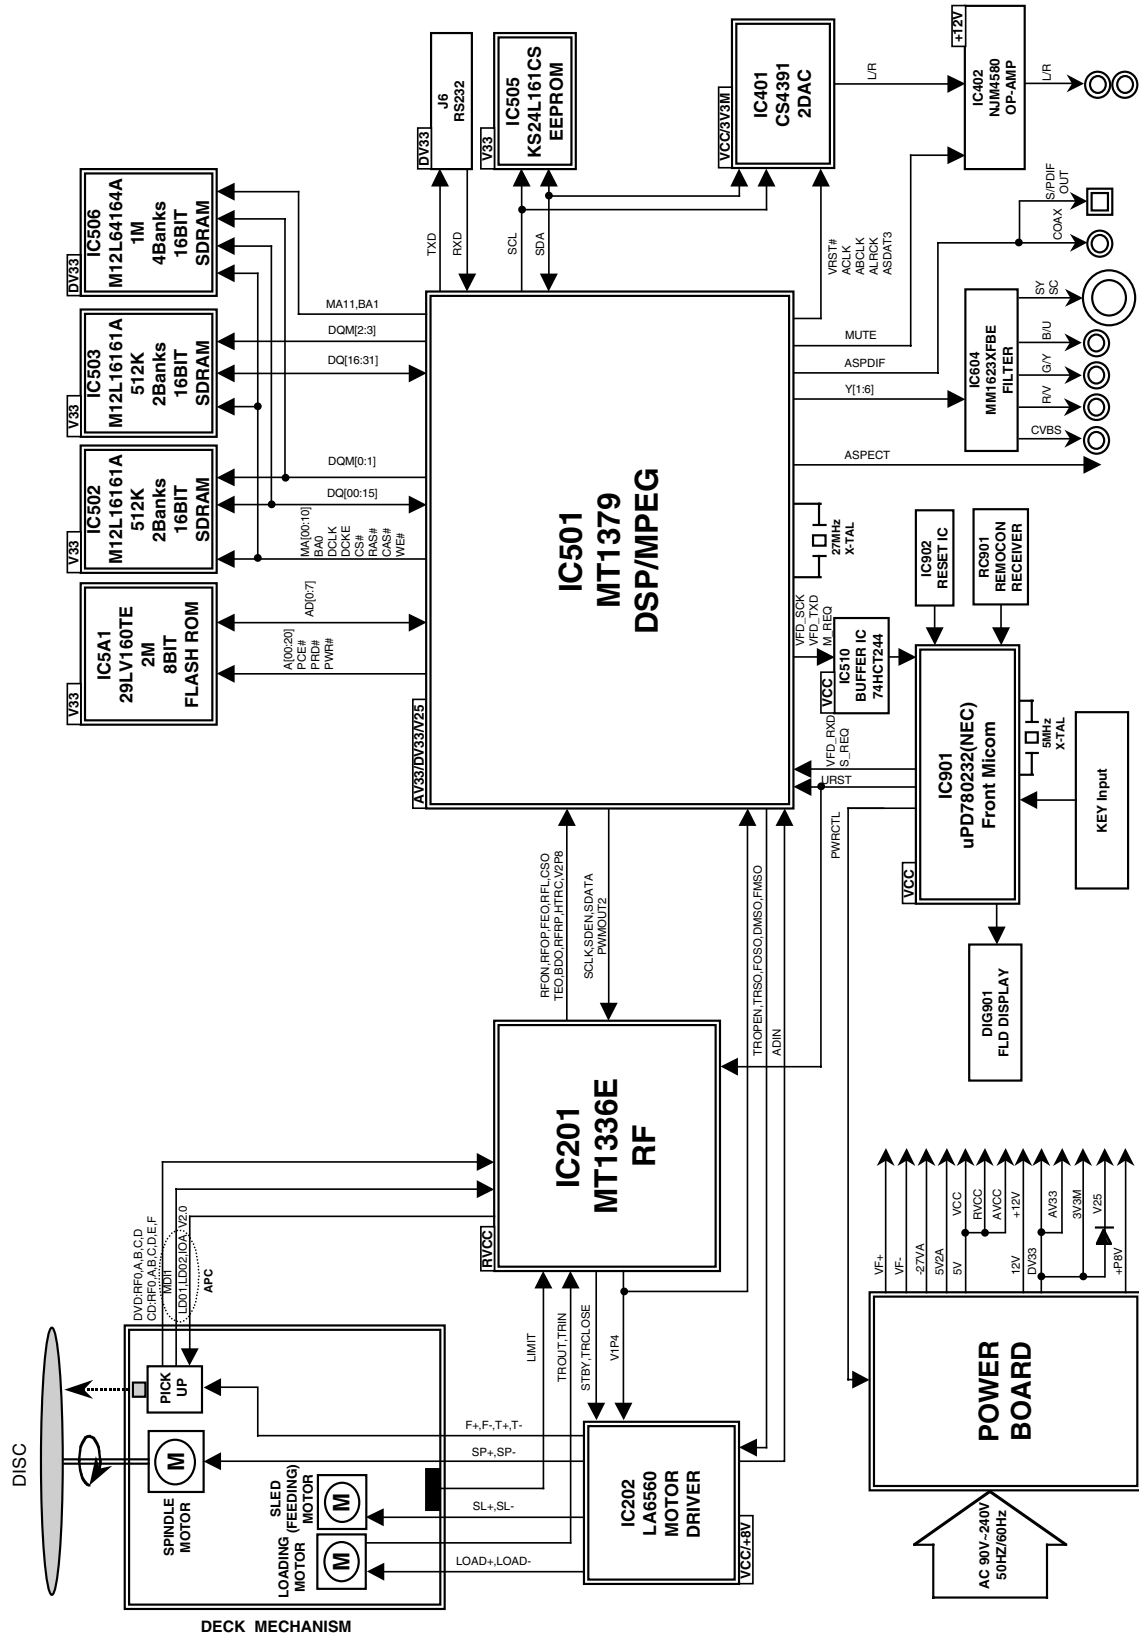 DISC
DECK MECHANISM
SPINDLE
MOTOR
M
PICK
UP
LOADING
MOTOR
M
SLED
(FEEDING)
MOTOR
M
DVD:RF0,A,B,C,D
CD:RF0,A,B,C,D,E,F
MDI1
LD01,LD02,IOA,V2.0
APC
F+,F-,T+,T-
SP+,SP-
SL+,SL-
LOAD+,LOAD-
LIMIT
TROUT,TRIN
STBY,TRCLOSE
V1P4
VCC/+8V
IC202
LA6560
MOTOR
DRIVER
RVCC
IC201
MT1336E
RF
RFON,RFOP,FEO,RFL,CSO
TEO,BDO,RFRP,HTRC,V2P8
SCLK,SDEN,SDATA
PWMOUT2
TROPEN,TRSO,FOSO,DMSO,FMSO
ADIN
AV33/DV33/V25
IC501
MT1379
DSP/MPEG
V33
IC5A1
29LV160TE
2M
8BIT
FLASH ROM
A[00:20]
PCE#
PRD#
PWR#
AD[0:7]
V33
IC502
M12L16161A
512K
2Banks
16BIT
SDRAM
MA[00:10]
BA0
DCLK
DCKE
CS#
RAS#
CAS#
WE#
DQ[00:15]
DQM[0:1]
V33
IC503
M12L16161A
512K
2Banks
16BIT
SDRAM
DQ[16:31]
DQM[2:3]
MA11,BA1
DV33
IC506
M12L64164A
1M
4Banks
16BIT
SDRAM
DV33
J6
RS232
TXD
RXD
V33
IC505
KS24L161CS
EEPROM
SCL
SDA
VCC/3V3M
IC401
CS4391
2DAC
VRST#
ACLK
ABCLK
ALRCK
ASDAT3
L/R
+12V
IC402
NJM4580
OP-AMP
L/R
MUTE
ASPDIF
Y[1:6]
ASPECT
S/PDIF
OUT
COAX
IC604
MM1623XFBE
FILTER
SY
SC
B/U
G/Y
R/V
CVBS
27MHz
X-TAL
VFD_SCK
VFD_TXD
M_REQ
VCC
IC510
BUFFER IC
74HCT244
VFD_RXD
S_REQ
URST
PWRCTL
IC902
RESET IC
RC901
REMOCON
RECEIVER
VCC
IC901
uPD780232(NEC)
Front Micom
5MHz
X-TAL
KEY Input
DIG901
FLD DISPLAY
POWER
BOARD
AC 90V~240V
50HZ/60Hz
VF+
VF-
-27VA
5V2A
5V
VCC
RVCC
AVCC
12V
+12V
DV33
AV33
3V3M
V25
+P8V